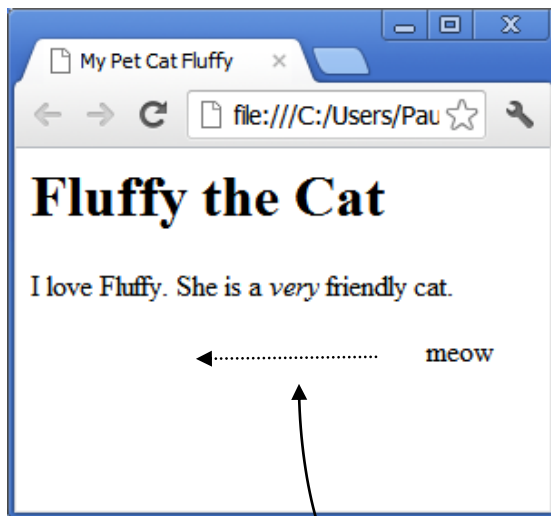 My Pet Cat Fluffy
file:///C:/Users/Pau
Fluffy the Cat
I love Fluffy. She is a very friendly cat.
meow